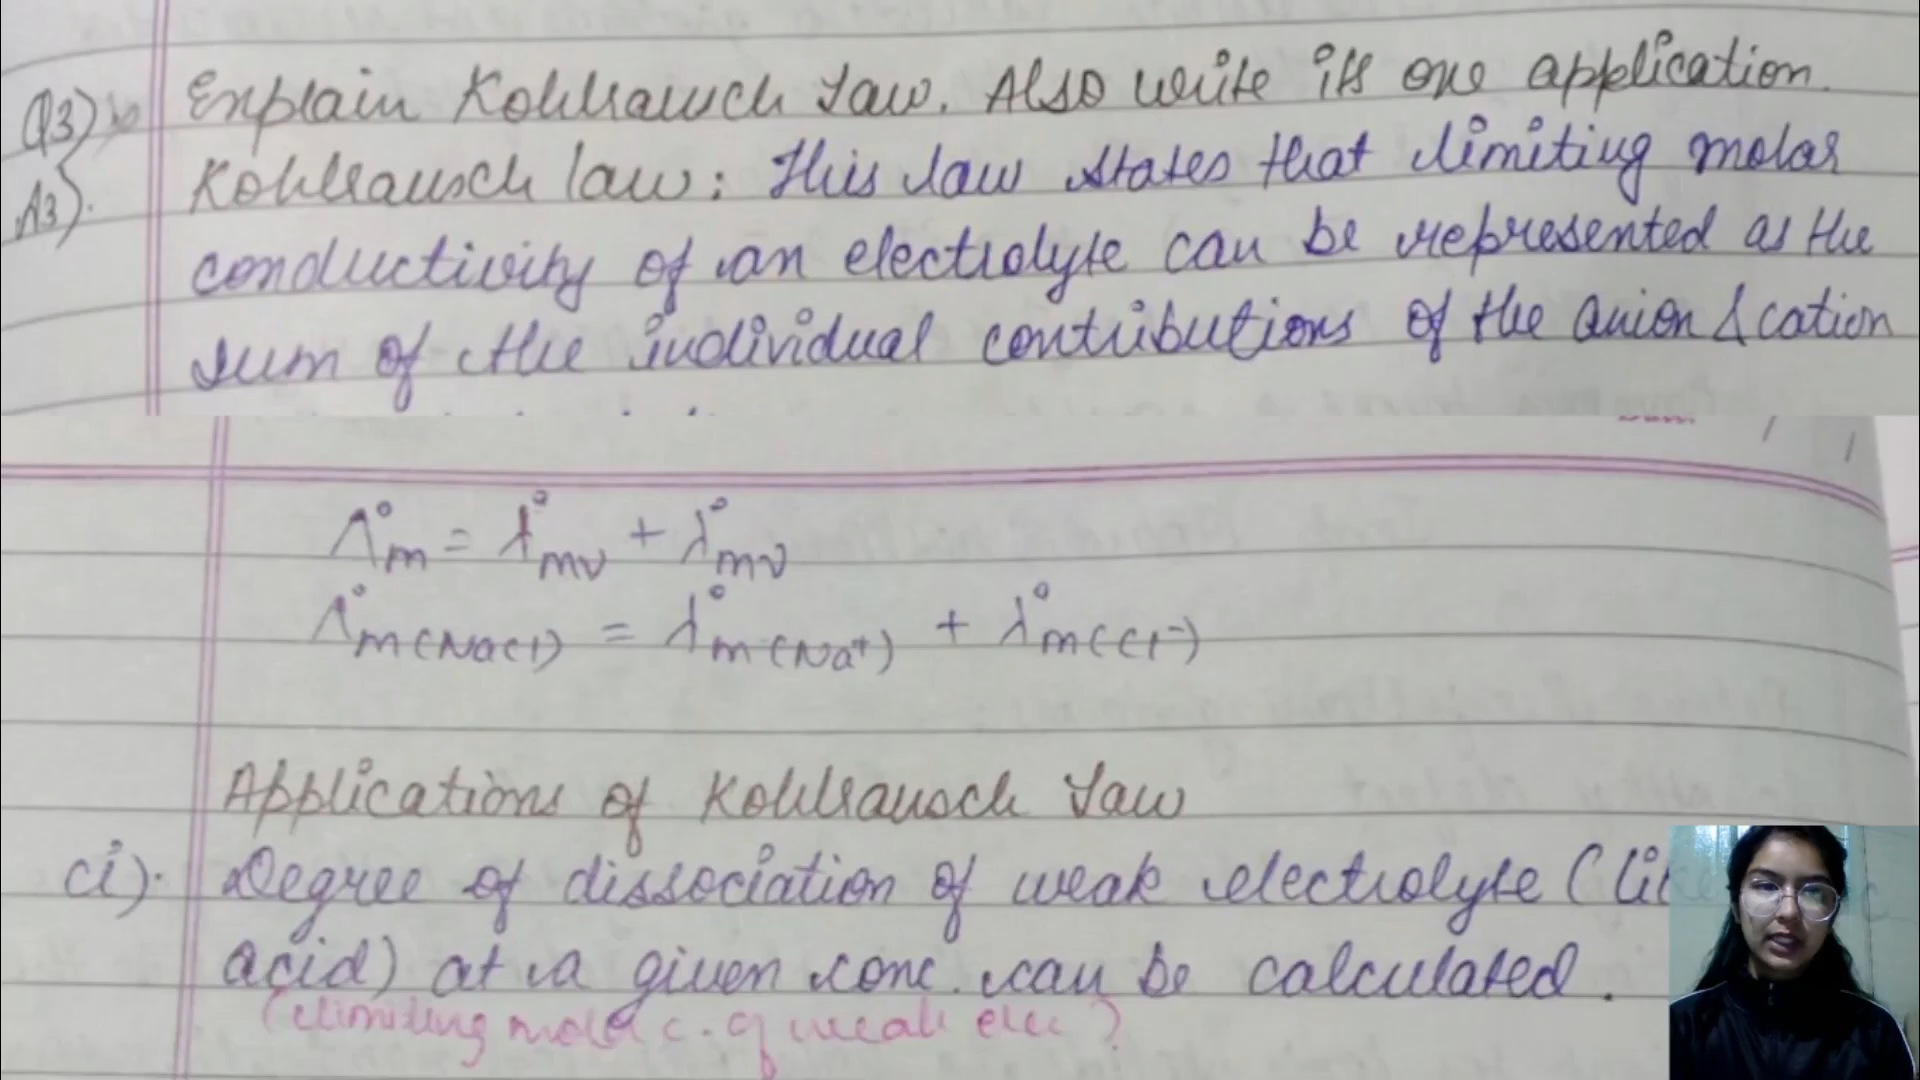 Q3) Explain Kohlrausch Law. Also write its one application.
A3). Kohlrausch law: This law states that limiting molar
conductivity of an electrolyte can be represented as the
sum of the individual contributions of the anion & cation
Λ°m = λ°mν + λ°mν
Λ°m(NaCl) = λ°m(Na+) + λ°m(Cl-)
Applications of Kohlrausch Law
(i). Degree of dissociation of weak electrolyte (
acid) at a given conc. can be calculated.
(limiting molar c. of weak elec)